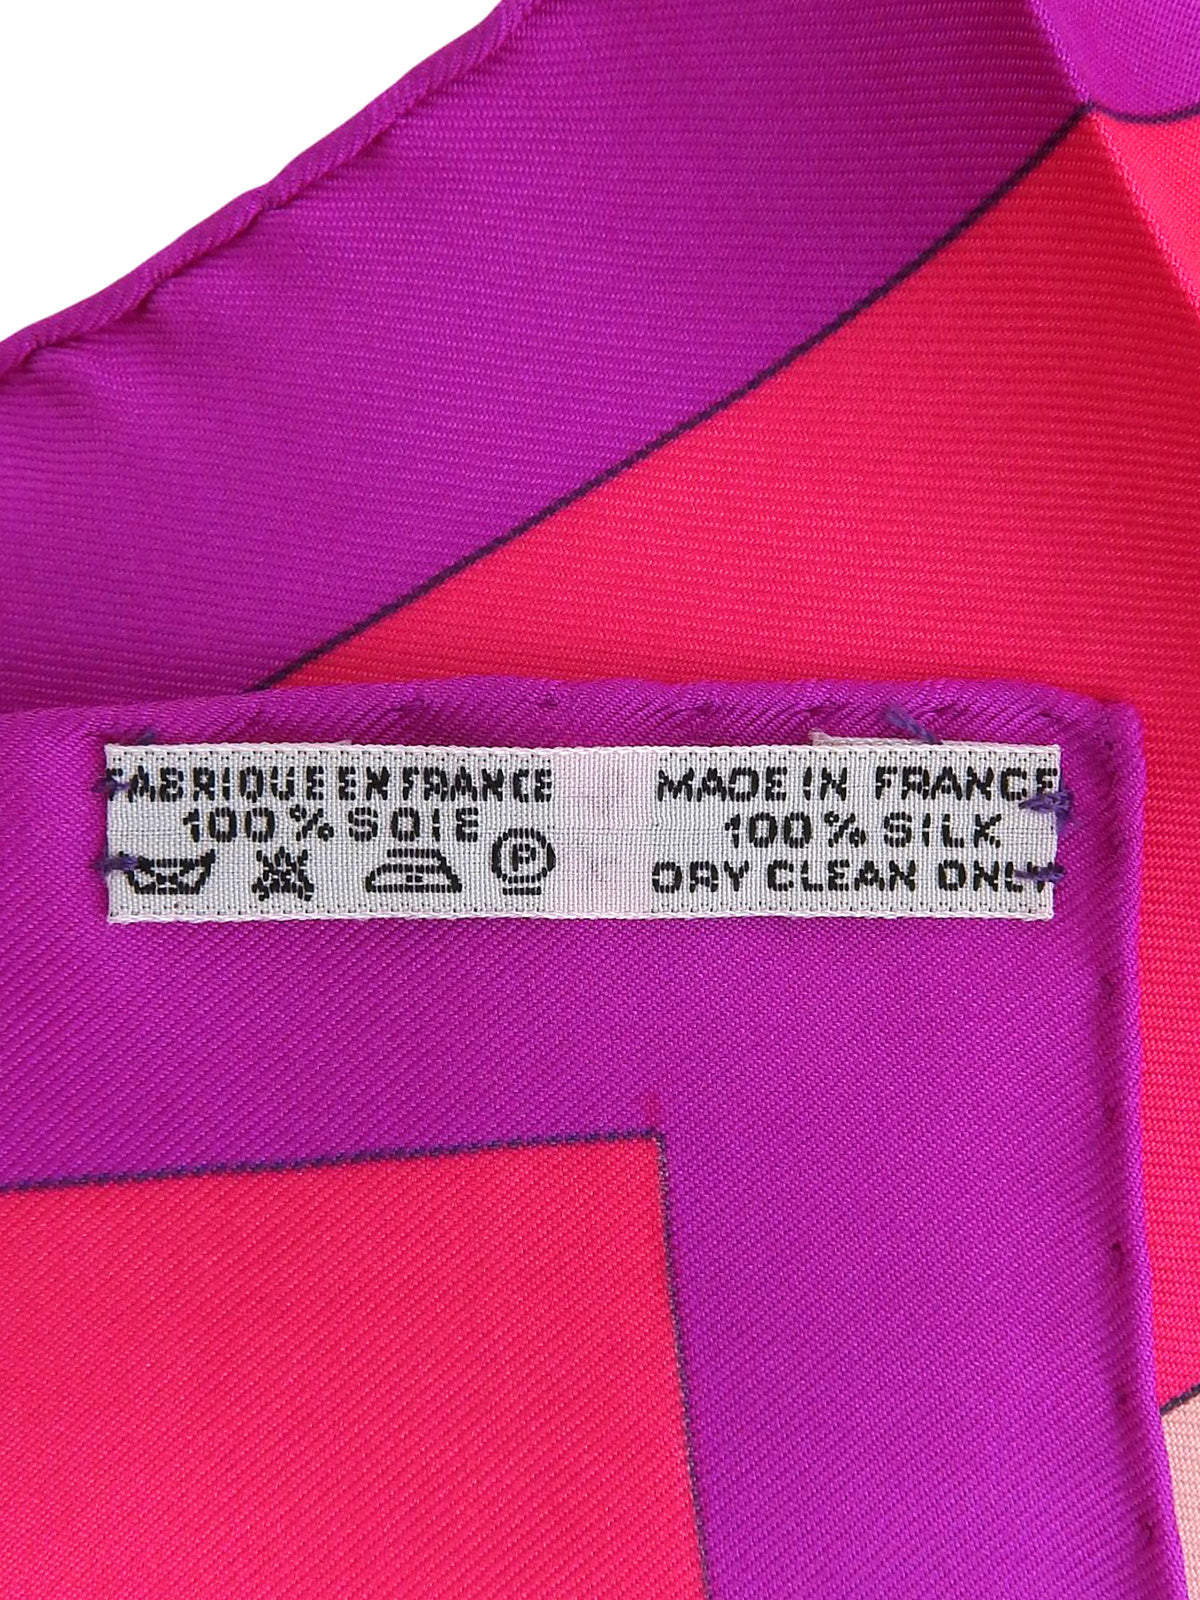 FABRIQUE EN FRANCE
100% SOIE
P
MADE IN FRANCE
100% SILK
DRY CLEAN ONLY